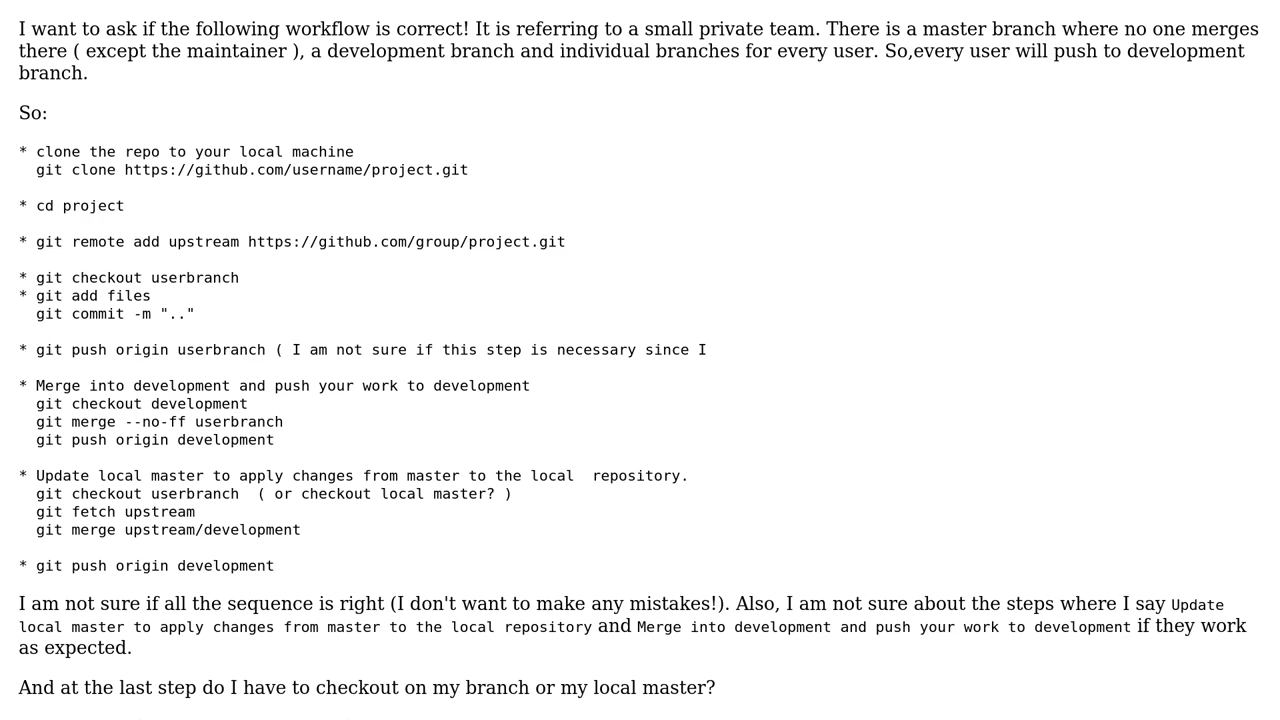 I want to ask if the following workflow is correct! It is referring to a small private team. There is a master branch where no one merges
there ( except the maintainer ), a development branch and individual branches for every user. So,every user will push to development
branch.
So:
* clone the repo to your local machine
  git clone https://github.com/username/project.git
* cd project
* git remote add upstream https://github.com/group/project.git
* git checkout userbranch
* git add files
  git commit -m ".."
* git push origin userbranch ( I am not sure if this step is necessary since I
* Merge into development and push your work to development
  git checkout development
  git merge --no-ff userbranch
  git push origin development
* Update local master to apply changes from master to the local  repository.
  git checkout userbranch  ( or checkout local master? )
  git fetch upstream
  git merge upstream/development
* git push origin development
I am not sure if all the sequence is right (I don't want to make any mistakes!). Also, I am not sure about the steps where I say Update
local master to apply changes from master to the local repository and Merge into development and push your work to development if they work
as expected.
And at the last step do I have to checkout on my branch or my local master?